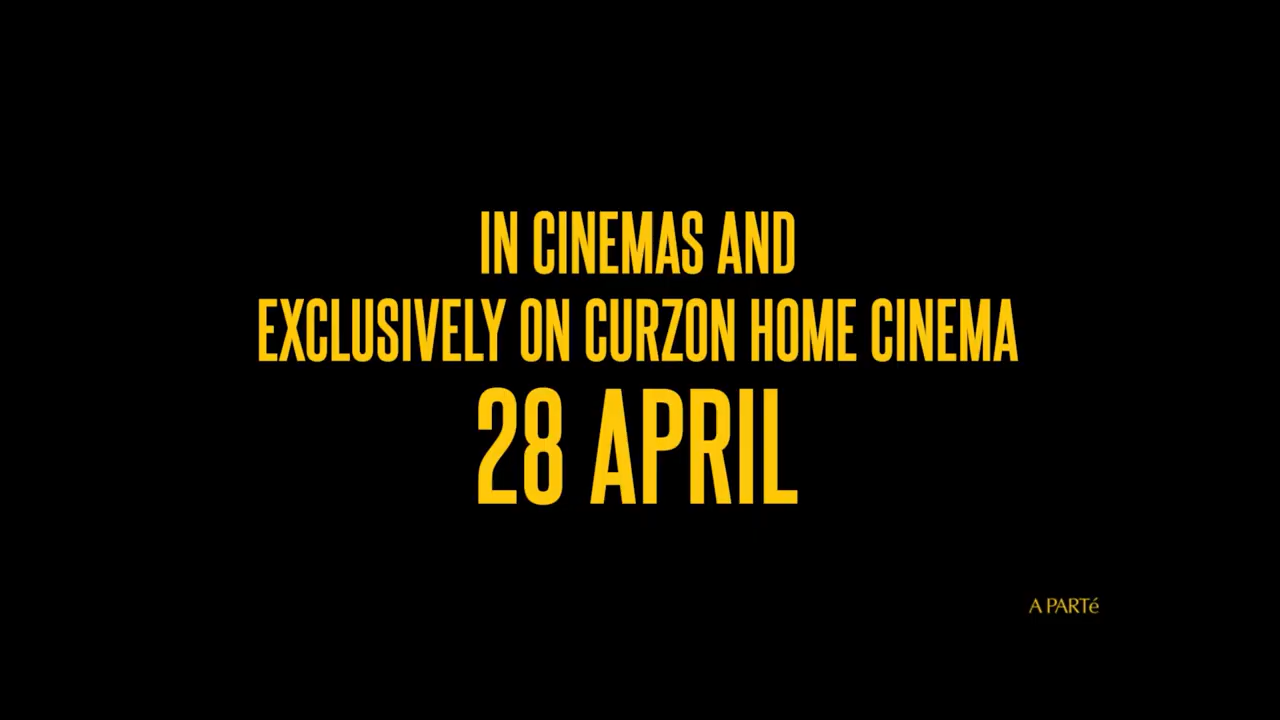 IN CINEMAS AND
EXCLUSIVELY ON CURZON HOME CINEMA
28 APRIL
A PARTé